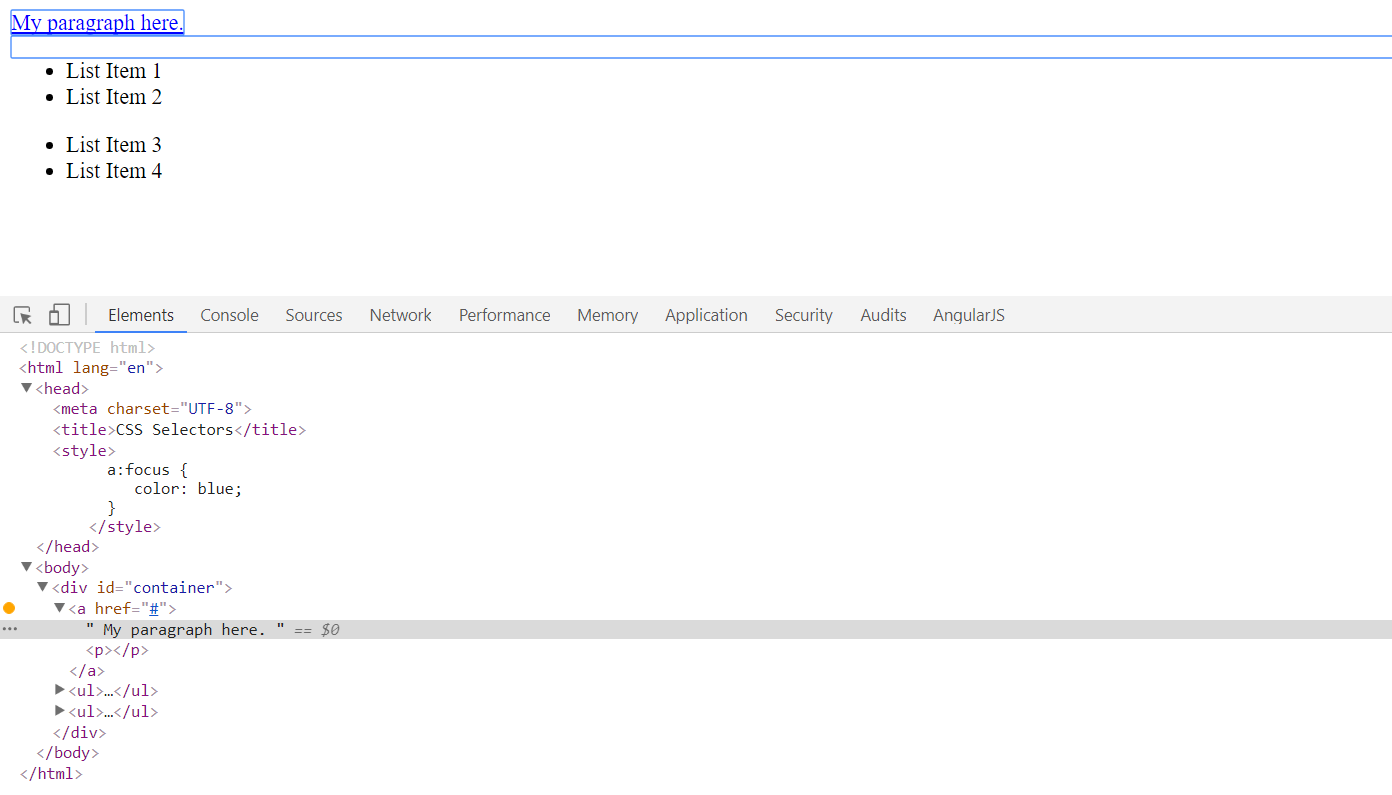 My paragraph here.
• List Item 1
• List Item 2
• List Item 3
• List Item 4
Elements Console Sources Network Performance Memory Application Security Audits AngularJS
<!DOCTYPE html>
<html lang="en">
▼<head>
<meta charset="UTF-8">
<title>CSS Selectors</title>
<style>
a:focus {
color: blue;
}
</style>
</head>
▼<body>
▼<div id="container">
▼<a href="#">
" My paragraph here. " == $0
<p></p>
</a>
▶<ul>…</ul>
▶<ul>…</ul>
</div>
</body>
</html>